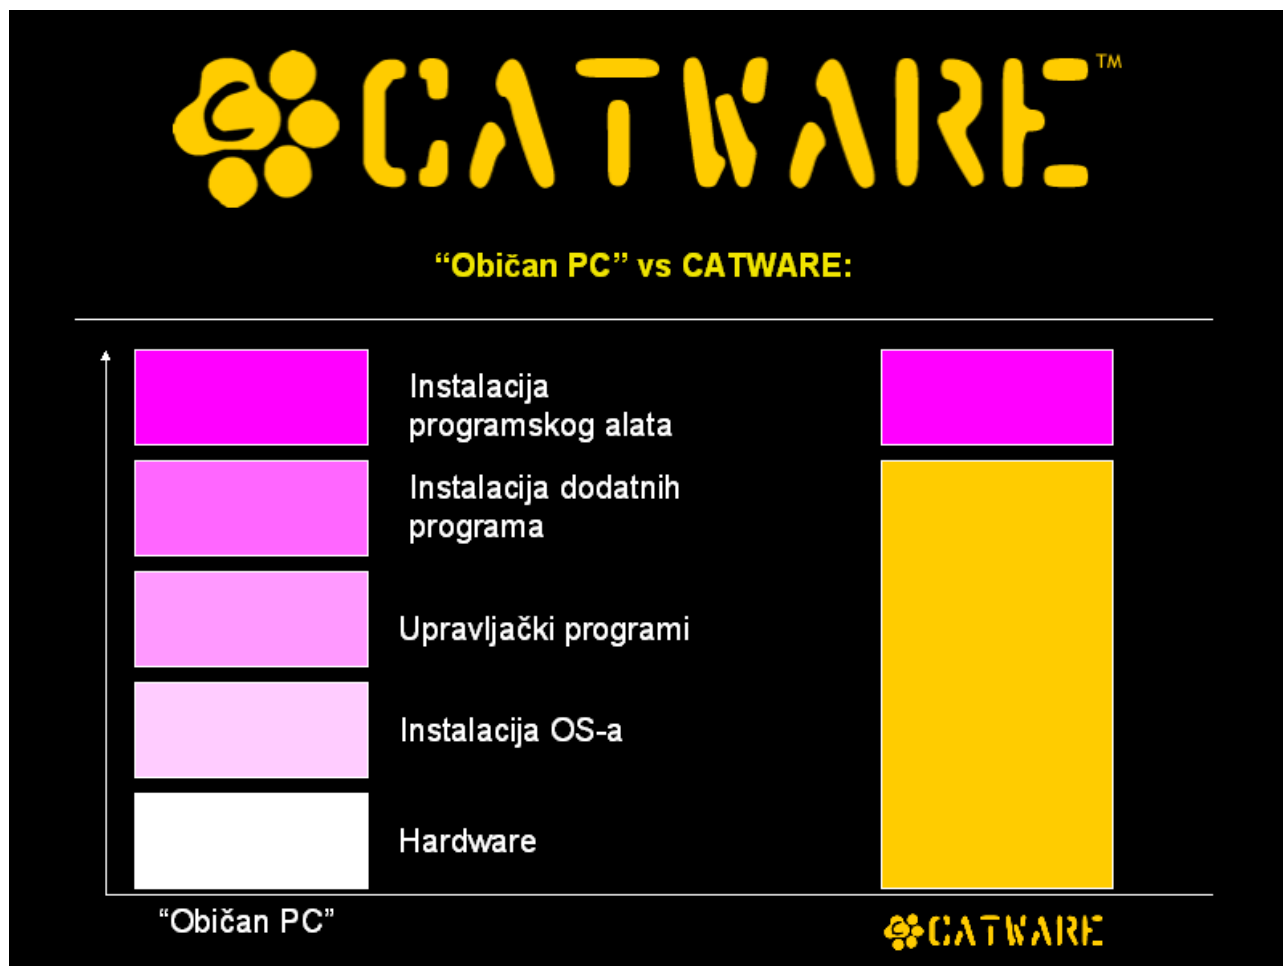 CATWARE™
“Običan PC” vs CATWARE:
Instalacija
programskog alata
Instalacija dodatnih
programa
Upravljački programi
Instalacija OS-a
Hardware
“Običan PC”
CATWARE